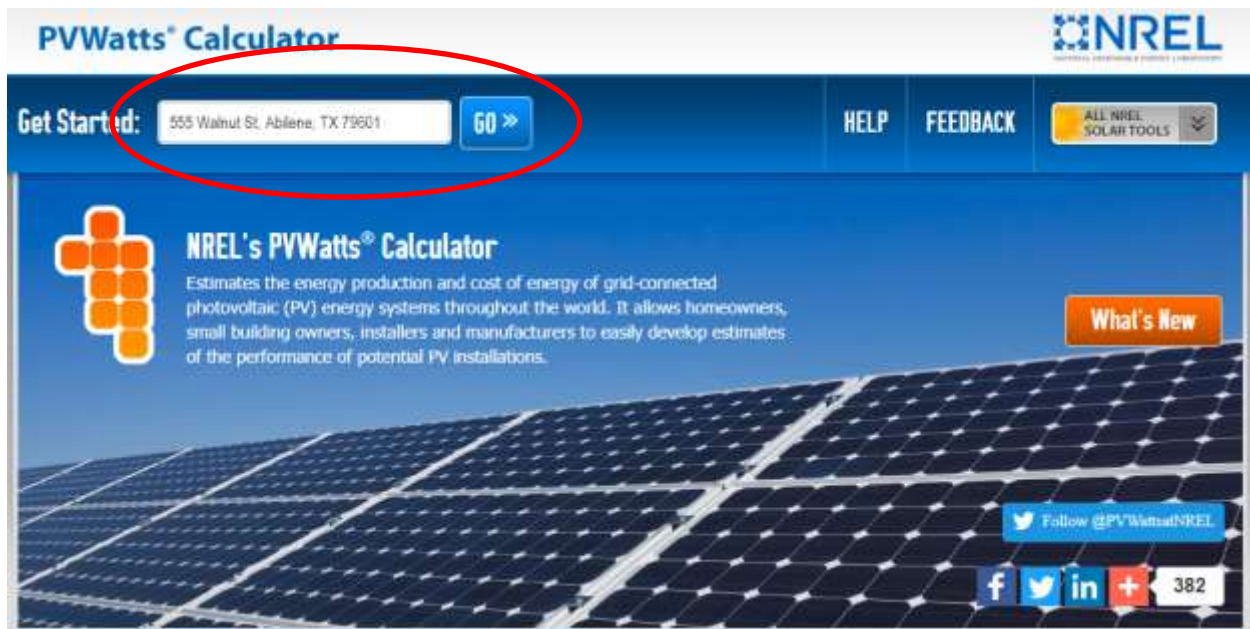 PVWatts® Calculator
NREL
NATIONAL RENEWABLE ENERGY LABORATORY
Get Started:
555 Walnut St, Abilene, TX 79601
GO »
HELP
FEEDBACK
ALL NREL
SOLAR TOOLS
NREL's PVWatts® Calculator
Estimates the energy production and cost of energy of grid-connected
photovoltaic (PV) energy systems throughout the world. It allows homeowners,
small building owners, installers and manufacturers to easily develop estimates
of the performance of potential PV installations.
What's New
Follow @PVWattsatNREL
f
in
+
382